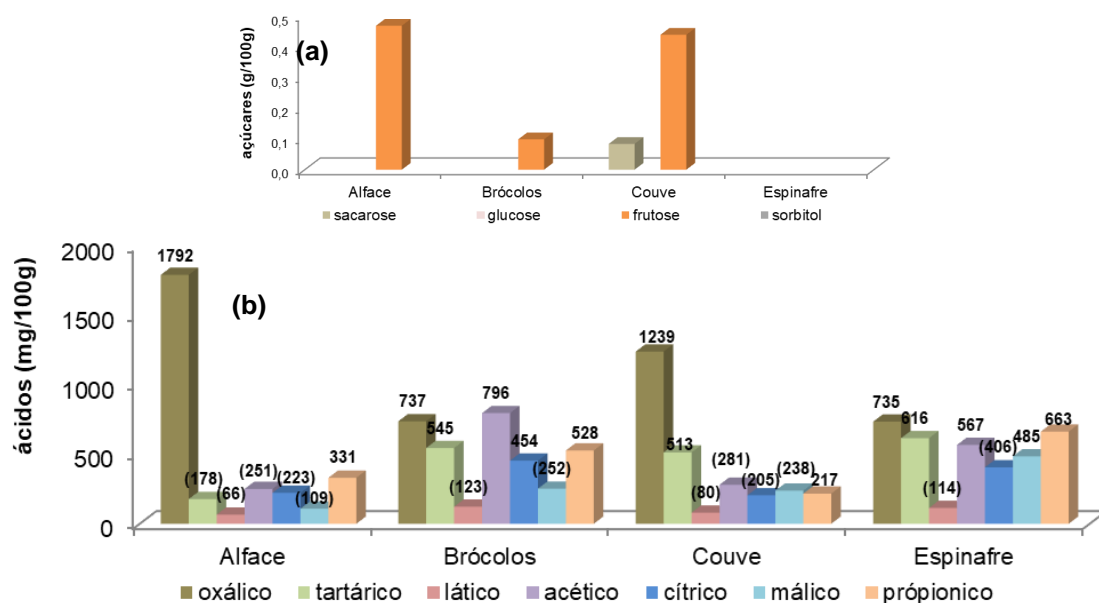 (a)
açúcares (g/100g)
0,5
0,4
0,3
0,2
0,1
0,0
Alface Brócolos Couve Espinafre
sacarose glucose frutose sorbitol
(b)
ácidos (mg/100g)
2000
1500
1000
500
0
1792 (178) (66) (251) (223) (109) 331
737 545 (123) 796 454 (252) 528
1239 513 (80) 281) (205) (238) 217
735 616 (114) 567 (406) 485 663
Alface Brócolos Couve Espinafre
oxálico tartárico lático acético cítrico málico própionico